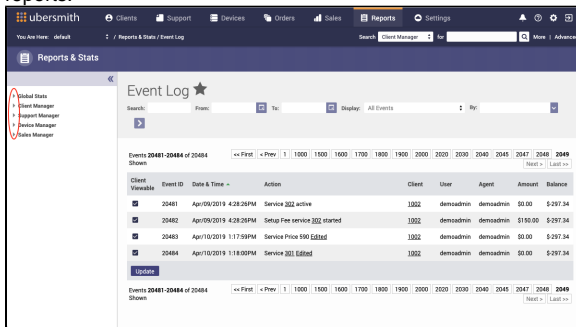 reports.
ubersmith Clients Support Devices Orders Sales Reports Settings
You Are Here: default / Reports & Stats / Event Log Search Client Manager for More | Advance
Reports & Stats
Global Stats
Client Manager
Support Manager
Device Manager
Sales Manager
Event Log
Search: From: To: Display: All Events By:
Events 20481-20484 of 20484 Shown << First < Prev 1 1000 1500 1600 1700 1800 1900 2000 2020 2030 2040 2045 2047 2048 2049
Next > Last >>
Client Viewable Event ID Date & Time Action Client User Agent Amount Balance
20481 Apr/09/2019 4:28:26PM Service 302 active 1002 demoadmin demoadmin $0.00 $-297.34
20482 Apr/09/2019 4:28:26PM Setup Fee service 302 started 1002 demoadmin demoadmin $150.00 $-297.34
20483 Apr/10/2019 1:17:59PM Service Price 590 Edited 1002 demoadmin demoadmin $0.00 $-297.34
20484 Apr/10/2019 1:18:00PM Service 301 Edited 1002 demoadmin demoadmin $0.00 $-297.34
Update
Events 20481-20484 of 20484 Shown << First < Prev 1 1000 1500 1600 1700 1800 1900 2000 2020 2030 2040 2045 2047 2048 2049
Next > Last >>